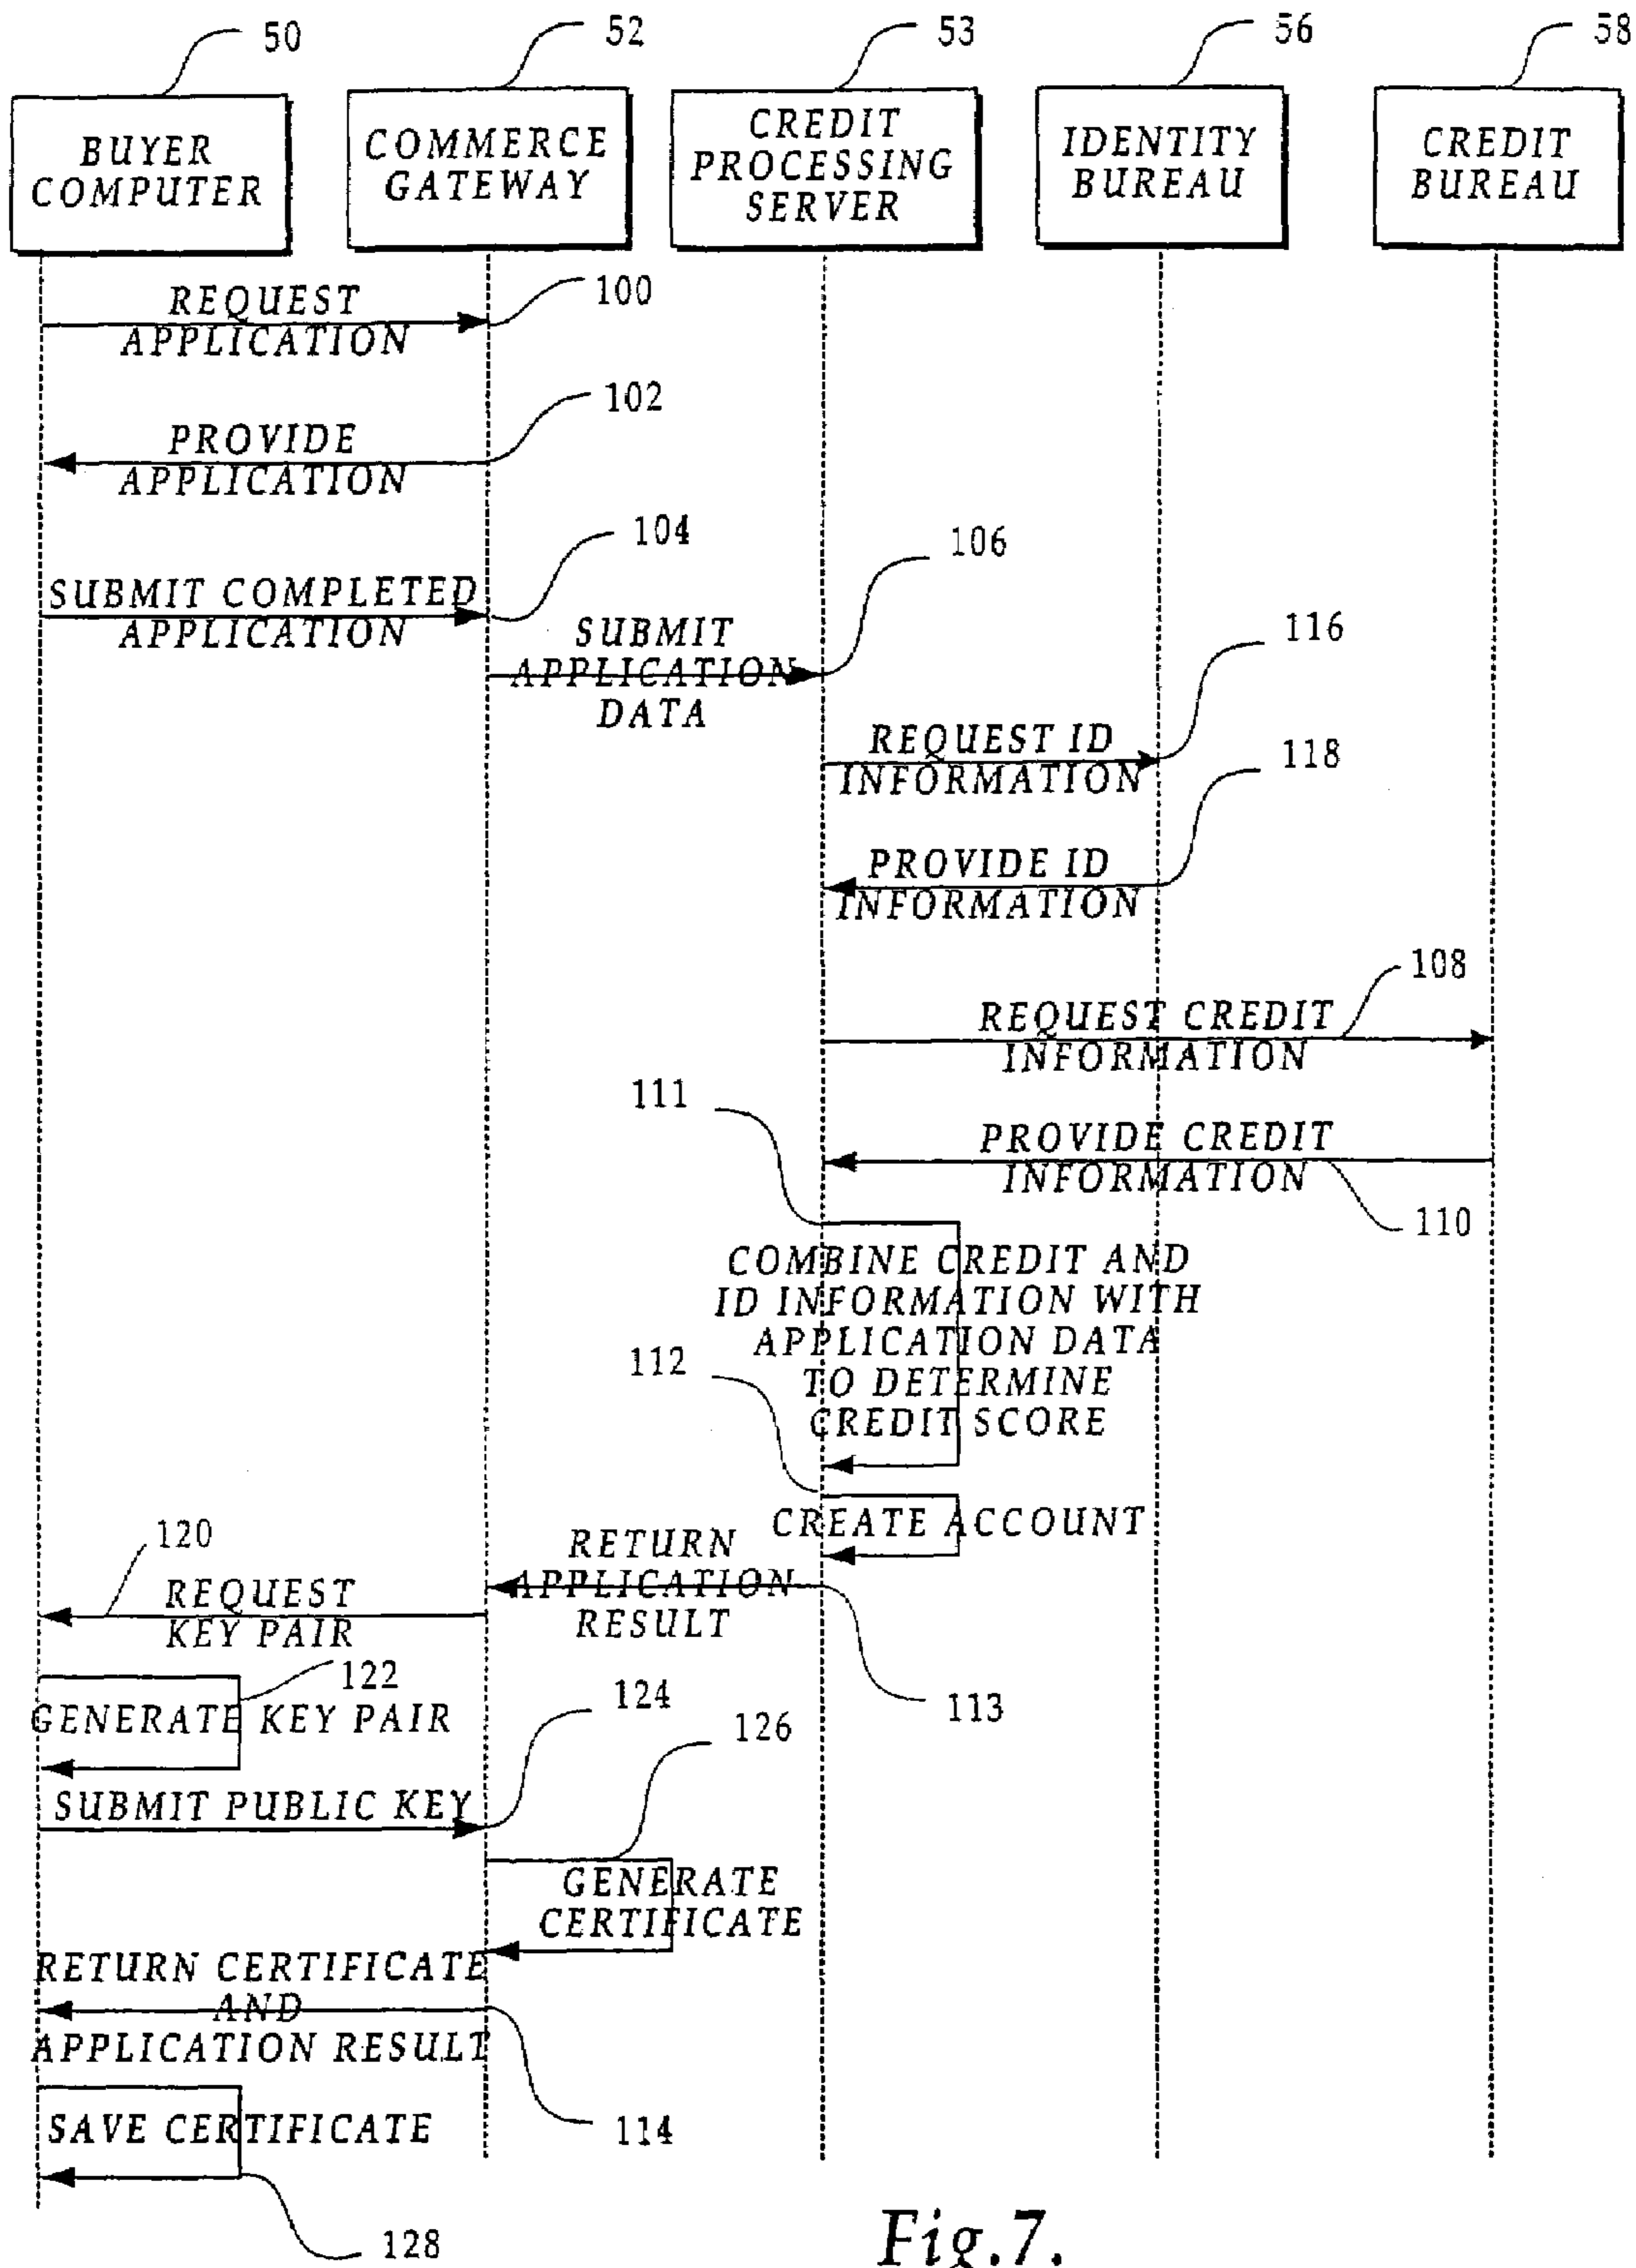 50
52
53
56
58
BUYER
COMPUTER
COMMERCE
GATEWAY
CREDIT
PROCESSING
SERVER
IDENTITY
BUREAU
CREDIT
BUREAU
REQUEST
APPLICATION
100
PROVIDE
APPLICATION
102
SUBMIT COMPLETED
APPLICATION
104
SUBMIT
APPLICATION
DATA
106
REQUEST ID
INFORMATION
116
PROVIDE ID
INFORMATION
118
REQUEST CREDIT
INFORMATION
108
PROVIDE CREDIT
INFORMATION
110
111
COMBINE CREDIT AND
ID INFORMATION WITH
APPLICATION DATA
TO DETERMINE
CREDIT SCORE
112
CREATE ACCOUNT
RETURN
APPLICATION
RESULT
113
120
REQUEST
KEY PAIR
122
GENERATE KEY PAIR
124
SUBMIT PUBLIC KEY
126
GENERATE
CERTIFICATE
RETURN CERTIFICATE
AND
APPLICATION RESULT
114
SAVE CERTIFICATE
128
Fig.7.